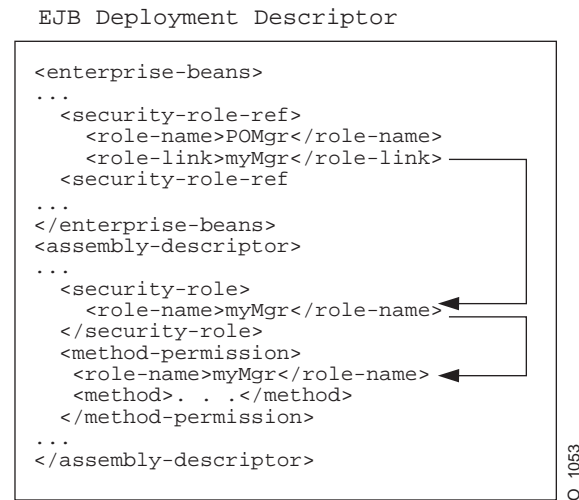 EJB Deployment Descriptor
<enterprise-beans>
...
<security-role-ref>
<role-name>POMgr</role-name>
<role-link>myMgr</role-link>
<security-role-ref
...
</enterprise-beans>
<assembly-descriptor>
...
<security-role>
<role-name>myMgr</role-name>
</security-role>
<method-permission>
<role-name>myMgr</role-name>
<method>. . .</method>
</method-permission>
...
</assembly-descriptor>
O_1053